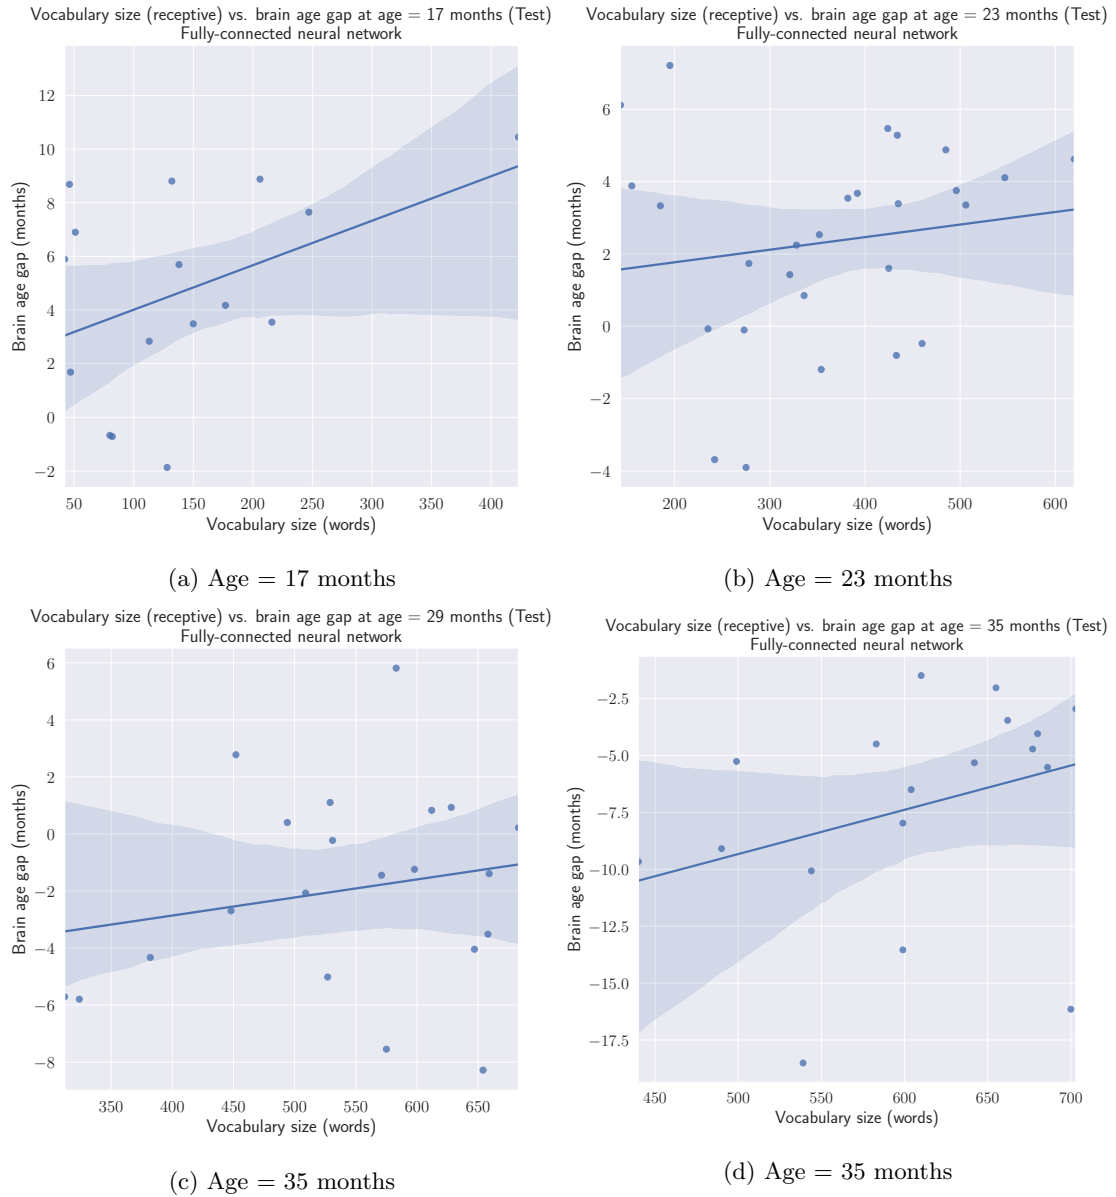 Vocabulary size (receptive) vs. brain age gap at age = 17 months (Test)
Fully-connected neural network
12
10
8
6
4
2
0
−2
Brain age gap (months)
50 100 150 200 250 300 350 400
Vocabulary size (words)
(a) Age = 17 months
Vocabulary size (receptive) vs. brain age gap at age = 23 months (Test)
Fully-connected neural network
6
4
2
0
−2
−4
Brain age gap (months)
200 300 400 500 600
Vocabulary size (words)
(b) Age = 23 months
Vocabulary size (receptive) vs. brain age gap at age = 29 months (Test)
Fully-connected neural network
6
4
2
0
−2
−4
−6
−8
Brain age gap (months)
350 400 450 500 550 600 650
Vocabulary size (words)
(c) Age = 35 months
Vocabulary size (receptive) vs. brain age gap at age = 35 months (Test)
Fully-connected neural network
−2.5
−5.0
−7.5
−10.0
−12.5
−15.0
−17.5
Brain age gap (months)
450 500 550 600 650 700
Vocabulary size (words)
(d) Age = 35 months